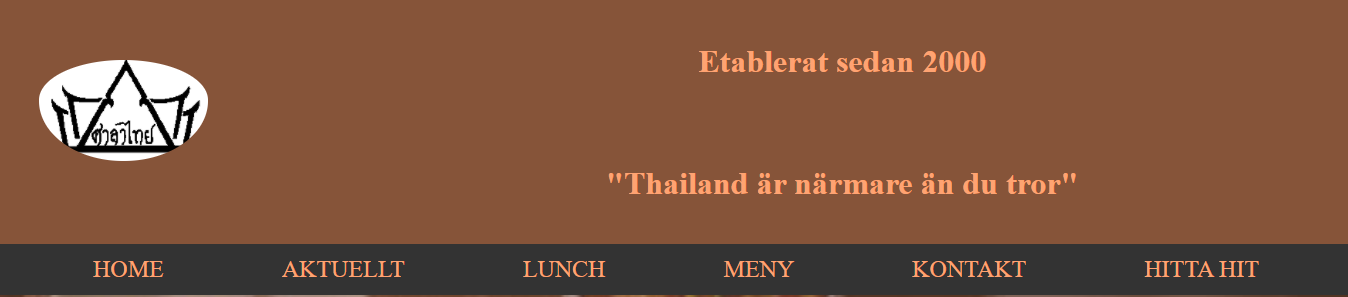 Etablerat sedan 2000
ศาลาไทย
"Thailand är närmare än du tror"
HOME AKTUELLT LUNCH MENY KONTAKT HITTA HIT